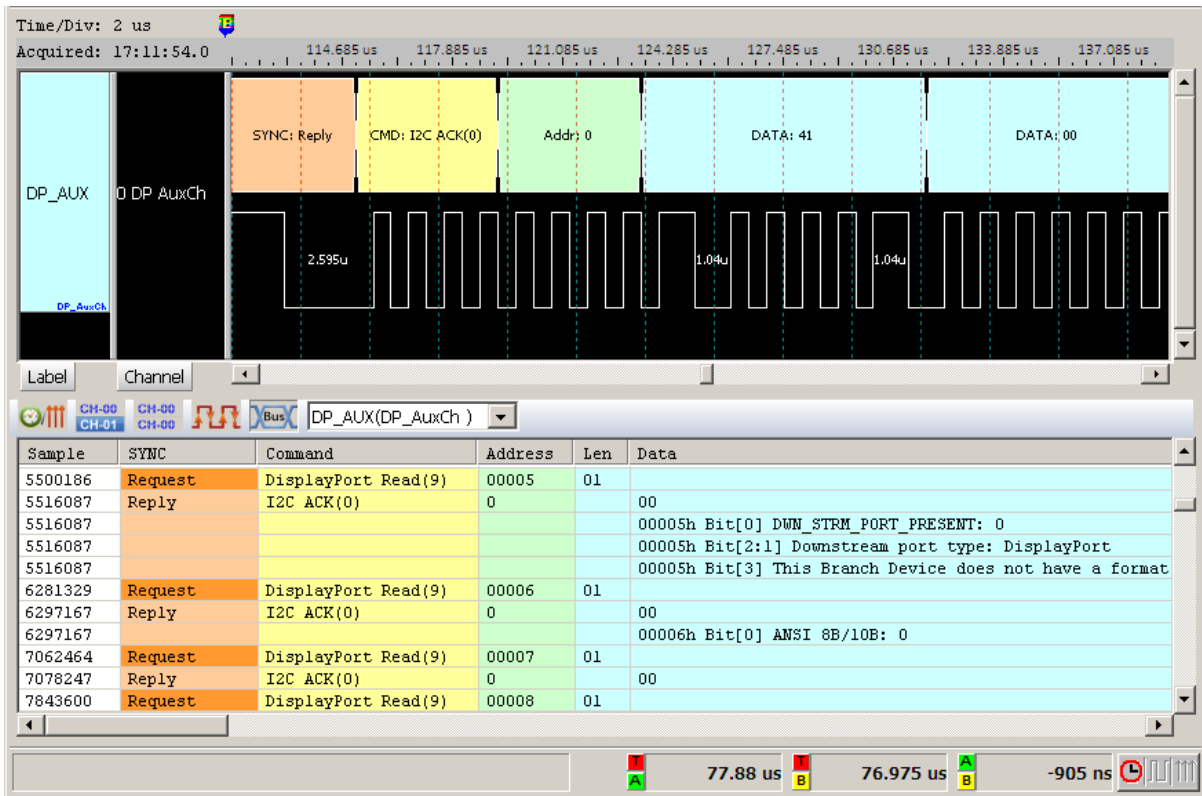 Time/Div: 2 us
B
Acquired: 17:11:54.0 114.685 us 117.885 us 121.085 us 124.285 us 127.485 us 130.685 us 133.885 us 137.085 us
SYNC: Reply CMD: I2C ACK(0) Addr: 0 DATA: 41 DATA: 00
DP_AUX 0 DP AuxCh
2.595u 1.04u 1.04u
DP_AuxCh
Label Channel
CH-00 CH-01 CH-00 CH-00 Bus DP_AUX(DP_AuxCh )
Sample SYNC Command Address Len Data
5500186 Request DisplayPort Read(9) 00005 01
5516087 Reply I2C ACK(0) 0 00
5516087 00005h Bit[0] DWN_STRM_PORT_PRESENT: 0
5516087 00005h Bit[2:1] Downstream port type: DisplayPort
5516087 00005h Bit[3] This Branch Device does not have a format
6281329 Request DisplayPort Read(9) 00006 01
6297167 Reply I2C ACK(0) 0 00
6297167 00006h Bit[0] ANSI 8B/10B: 0
7062464 Request DisplayPort Read(9) 00007 01
7078247 Reply I2C ACK(0) 0 00
7843600 Request DisplayPort Read(9) 00008 01
T A 77.88 us T B 76.975 us A B -905 ns